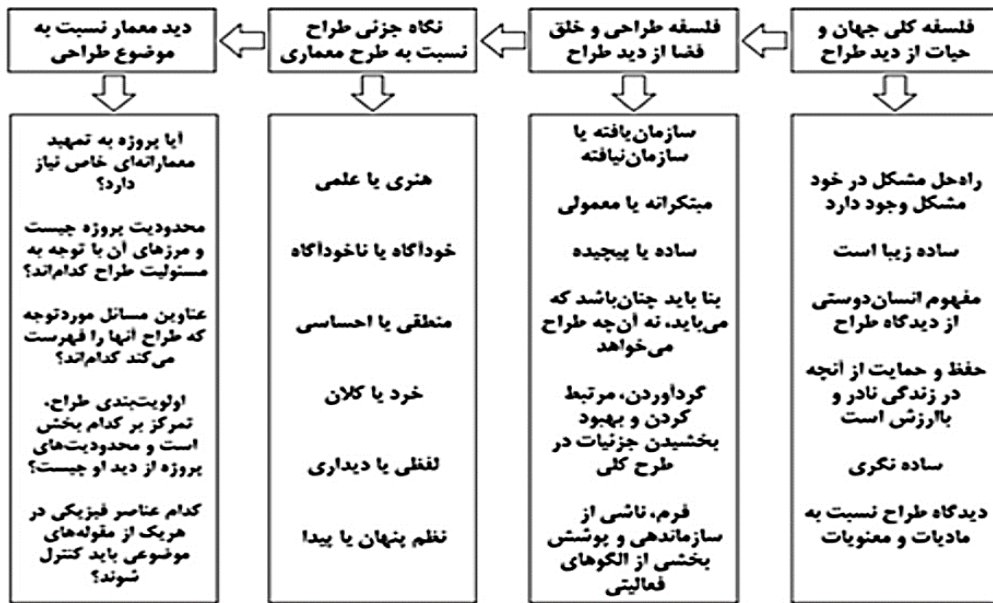 فلسفه کلی جهان و
حیات از دید طراح
فلسفه طراحی و خلق
فضا از دید طراح
نگاه جزئی طراح
نسبت به طرح معماری
دید معمار نسبت به
موضوع طراحی
راه‌حل مشکل در خود
مشکل وجود دارد
ساده زیبا است
مفهوم انسان‌دوستی
از دیدگاه طراح
حفظ و حمایت از آنچه
در زندگی نادر و
باارزش است
ساده نگری
دیدگاه طراح نسبت به
مادیات و معنویات
سازمان‌یافته یا
سازمان‌نیافته
مبتکرانه یا معمولی
ساده یا پیچیده
بنا باید چنان‌باشد که
می‌باید، نه آن‌چه طراح
می‌خواهد
گردآوردن، مرتبط
کردن و بهبود
بخشیدن جزئیات در
طرح کلی
فرم، ناشی از
سازماندهی و پوشش
بخشی از الگوهای
فعالیتی
هنری یا علمی
خودآگاه یا ناخودآگاه
منطقی یا احساسی
خرد یا کلان
لفظی یا دیداری
نظم پنهان یا پیدا
آیا پروژه به تمهید
معمارانه‌ای خاص نیاز
دارد؟
محدودیت پروژه چیست
و مرزهای آن با توجه به
مسئولیت طراح کدام‌اند؟
عناوین مسائل موردتوجه
که طراح آنها را فهرست
می‌کند کدام‌اند؟
اولویت‌بندی طراح،
تمرکز بر کدام بخش
است و محدودیت‌های
پروژه از دید او چیست؟
کدام عناصر فیزیکی در
هریک از مقوله‌های
موضوعی باید کنترل
شوند؟